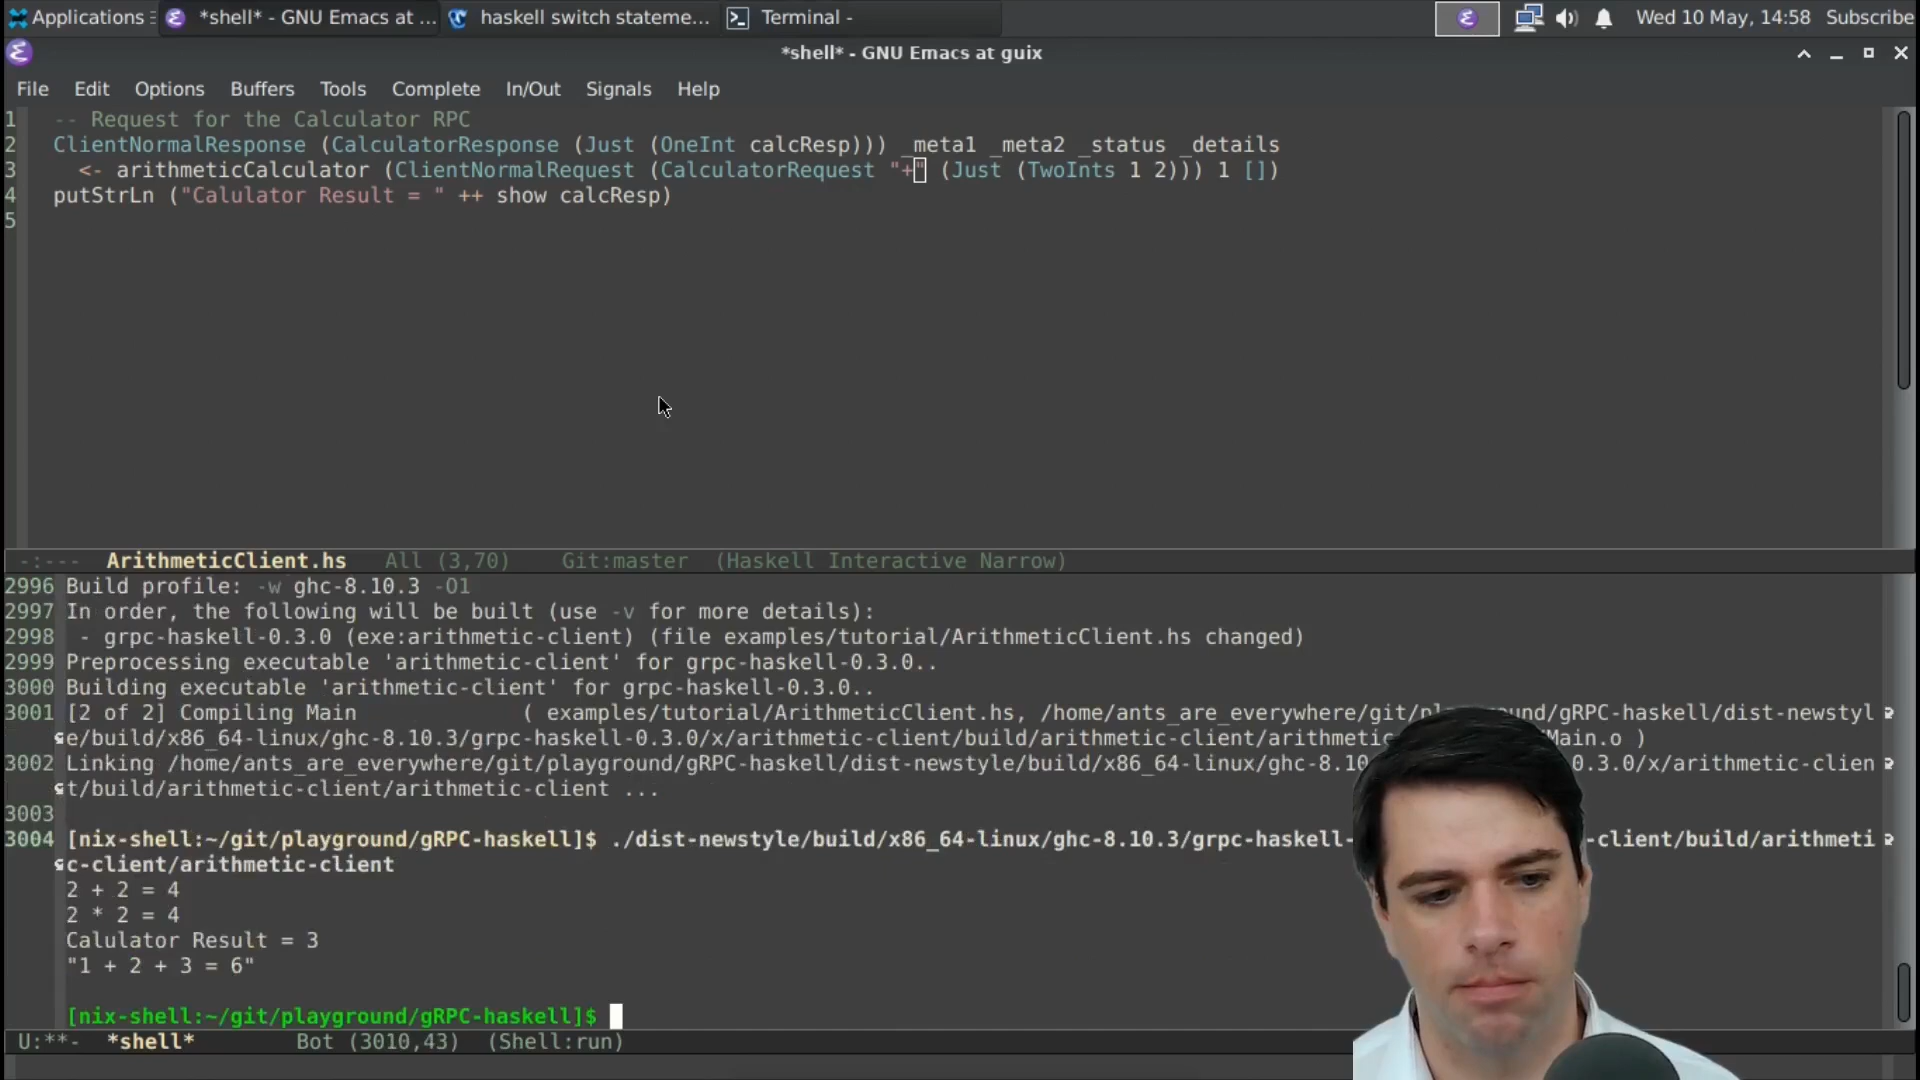 Applications *shell* - GNU Emacs at ... haskell switch stateme... Terminal - Wed 10 May, 14:58 Subscribe
*shell* - GNU Emacs at guix
File Edit Options Buffers Tools Complete In/Out Signals Help
1 -- Request for the Calculator RPC
2 ClientNormalResponse (CalculatorResponse (Just (OneInt calcResp))) _meta1 _meta2 _status _details
3 <- arithmeticCalculator (ClientNormalRequest (CalculatorRequest "+" (Just (TwoInts 1 2))) 1 [])
4 putStrLn ("Calulator Result = " ++ show calcResp)
5
-:--- ArithmeticClient.hs All (3,70) Git:master (Haskell Interactive Narrow)
2996 Build profile: -w ghc-8.10.3 -O1
2997 In order, the following will be built (use -v for more details):
2998 - grpc-haskell-0.3.0 (exe:arithmetic-client) (file examples/tutorial/ArithmeticClient.hs changed)
2999 Preprocessing executable 'arithmetic-client' for grpc-haskell-0.3.0..
3000 Building executable 'arithmetic-client' for grpc-haskell-0.3.0..
3001 [2 of 2] Compiling Main ( examples/tutorial/ArithmeticClient.hs, /home/ants_are_everywhere/git/playground/gRPC-haskell/dist-newstyl
e/build/x86_64-linux/ghc-8.10.3/grpc-haskell-0.3.0/x/arithmetic-client/build/arithmetic-client/arithmetic- Main.o )
3002 Linking /home/ants_are_everywhere/git/playground/gRPC-haskell/dist-newstyle/build/x86_64-linux/ghc-8.10 0.3.0/x/arithmetic-clien
t/build/arithmetic-client/arithmetic-client ...
3003
3004 [nix-shell:~/git/playground/gRPC-haskell]$ ./dist-newstyle/build/x86_64-linux/ghc-8.10.3/grpc-haskell- -client/build/arithmeti
c-client/arithmetic-client
2 + 2 = 4
2 * 2 = 4
Calulator Result = 3
"1 + 2 + 3 = 6"
[nix-shell:~/git/playground/gRPC-haskell]$
U:**- *shell* Bot (3010,43) (Shell:run)